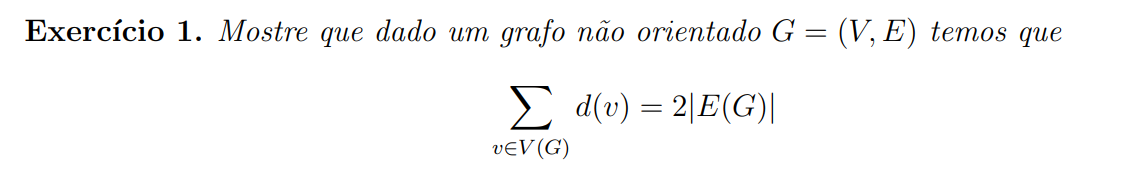 Exercício 1. Mostre que dado um grafo não orientado G = (V, E) temos que
∑ d(v) = 2|E(G)|
v∈V(G)